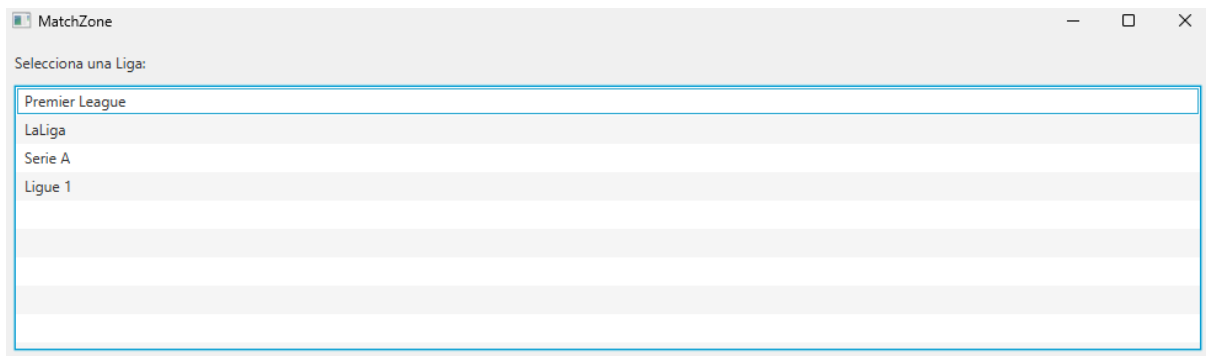 MatchZone
Selecciona una Liga:
Premier League
LaLiga
Serie A
Ligue 1